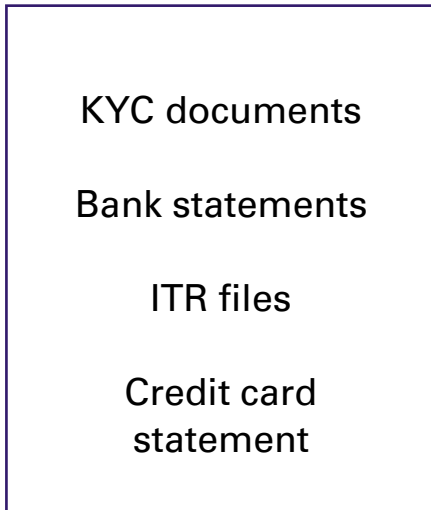 KYC documents
Bank statements
ITR files
Credit card
statement